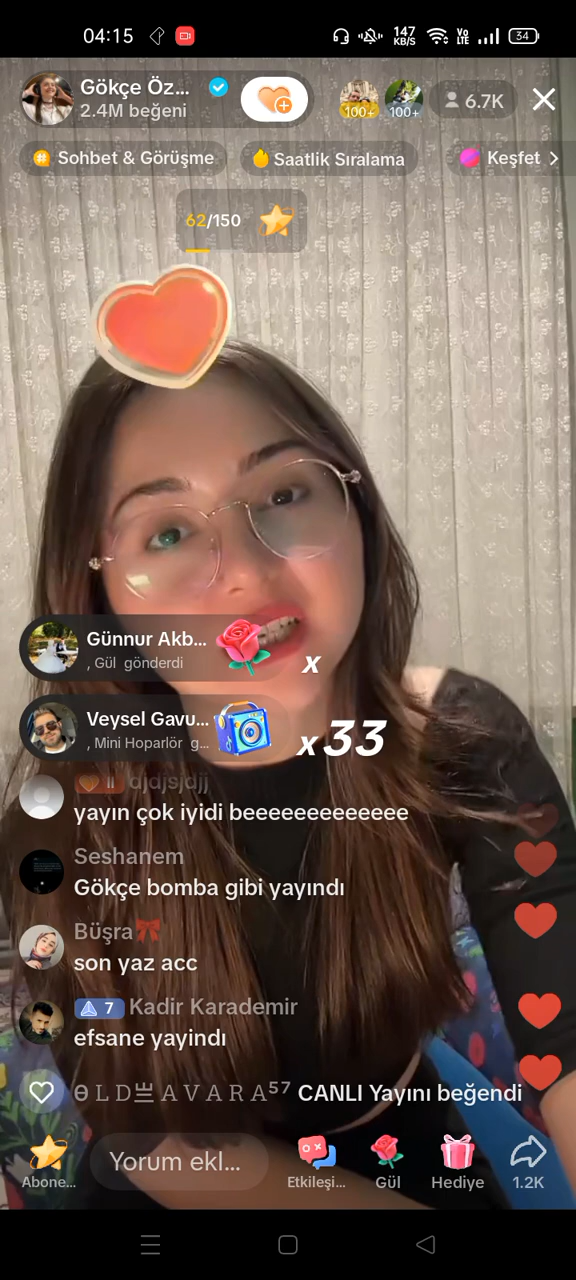 04:15
147 KB/S
Vo LTE
34
Gökçe Öz...
2.4M beğeni
100+
100+
6.7K
Sohbet & Görüşme
Saatlik Sıralama
Keşfet
62/150
Günnur Akb...
, Gül gönderdi
x
Veysel Gavu...
, Mini Hoparlör g...
x33
II djdjsjdjj
yayın çok iyidi beeeeeeeeeeeee
Seshanem
Gökçe bomba gibi yayındı
Büşra🎀
son yaz acc
7 Kadir Karademir
efsane yayindı
CANLI Yayını beğendi
Yorum ekl...
Abone...
Etkileşi...
Gül
Hediye
1.2K